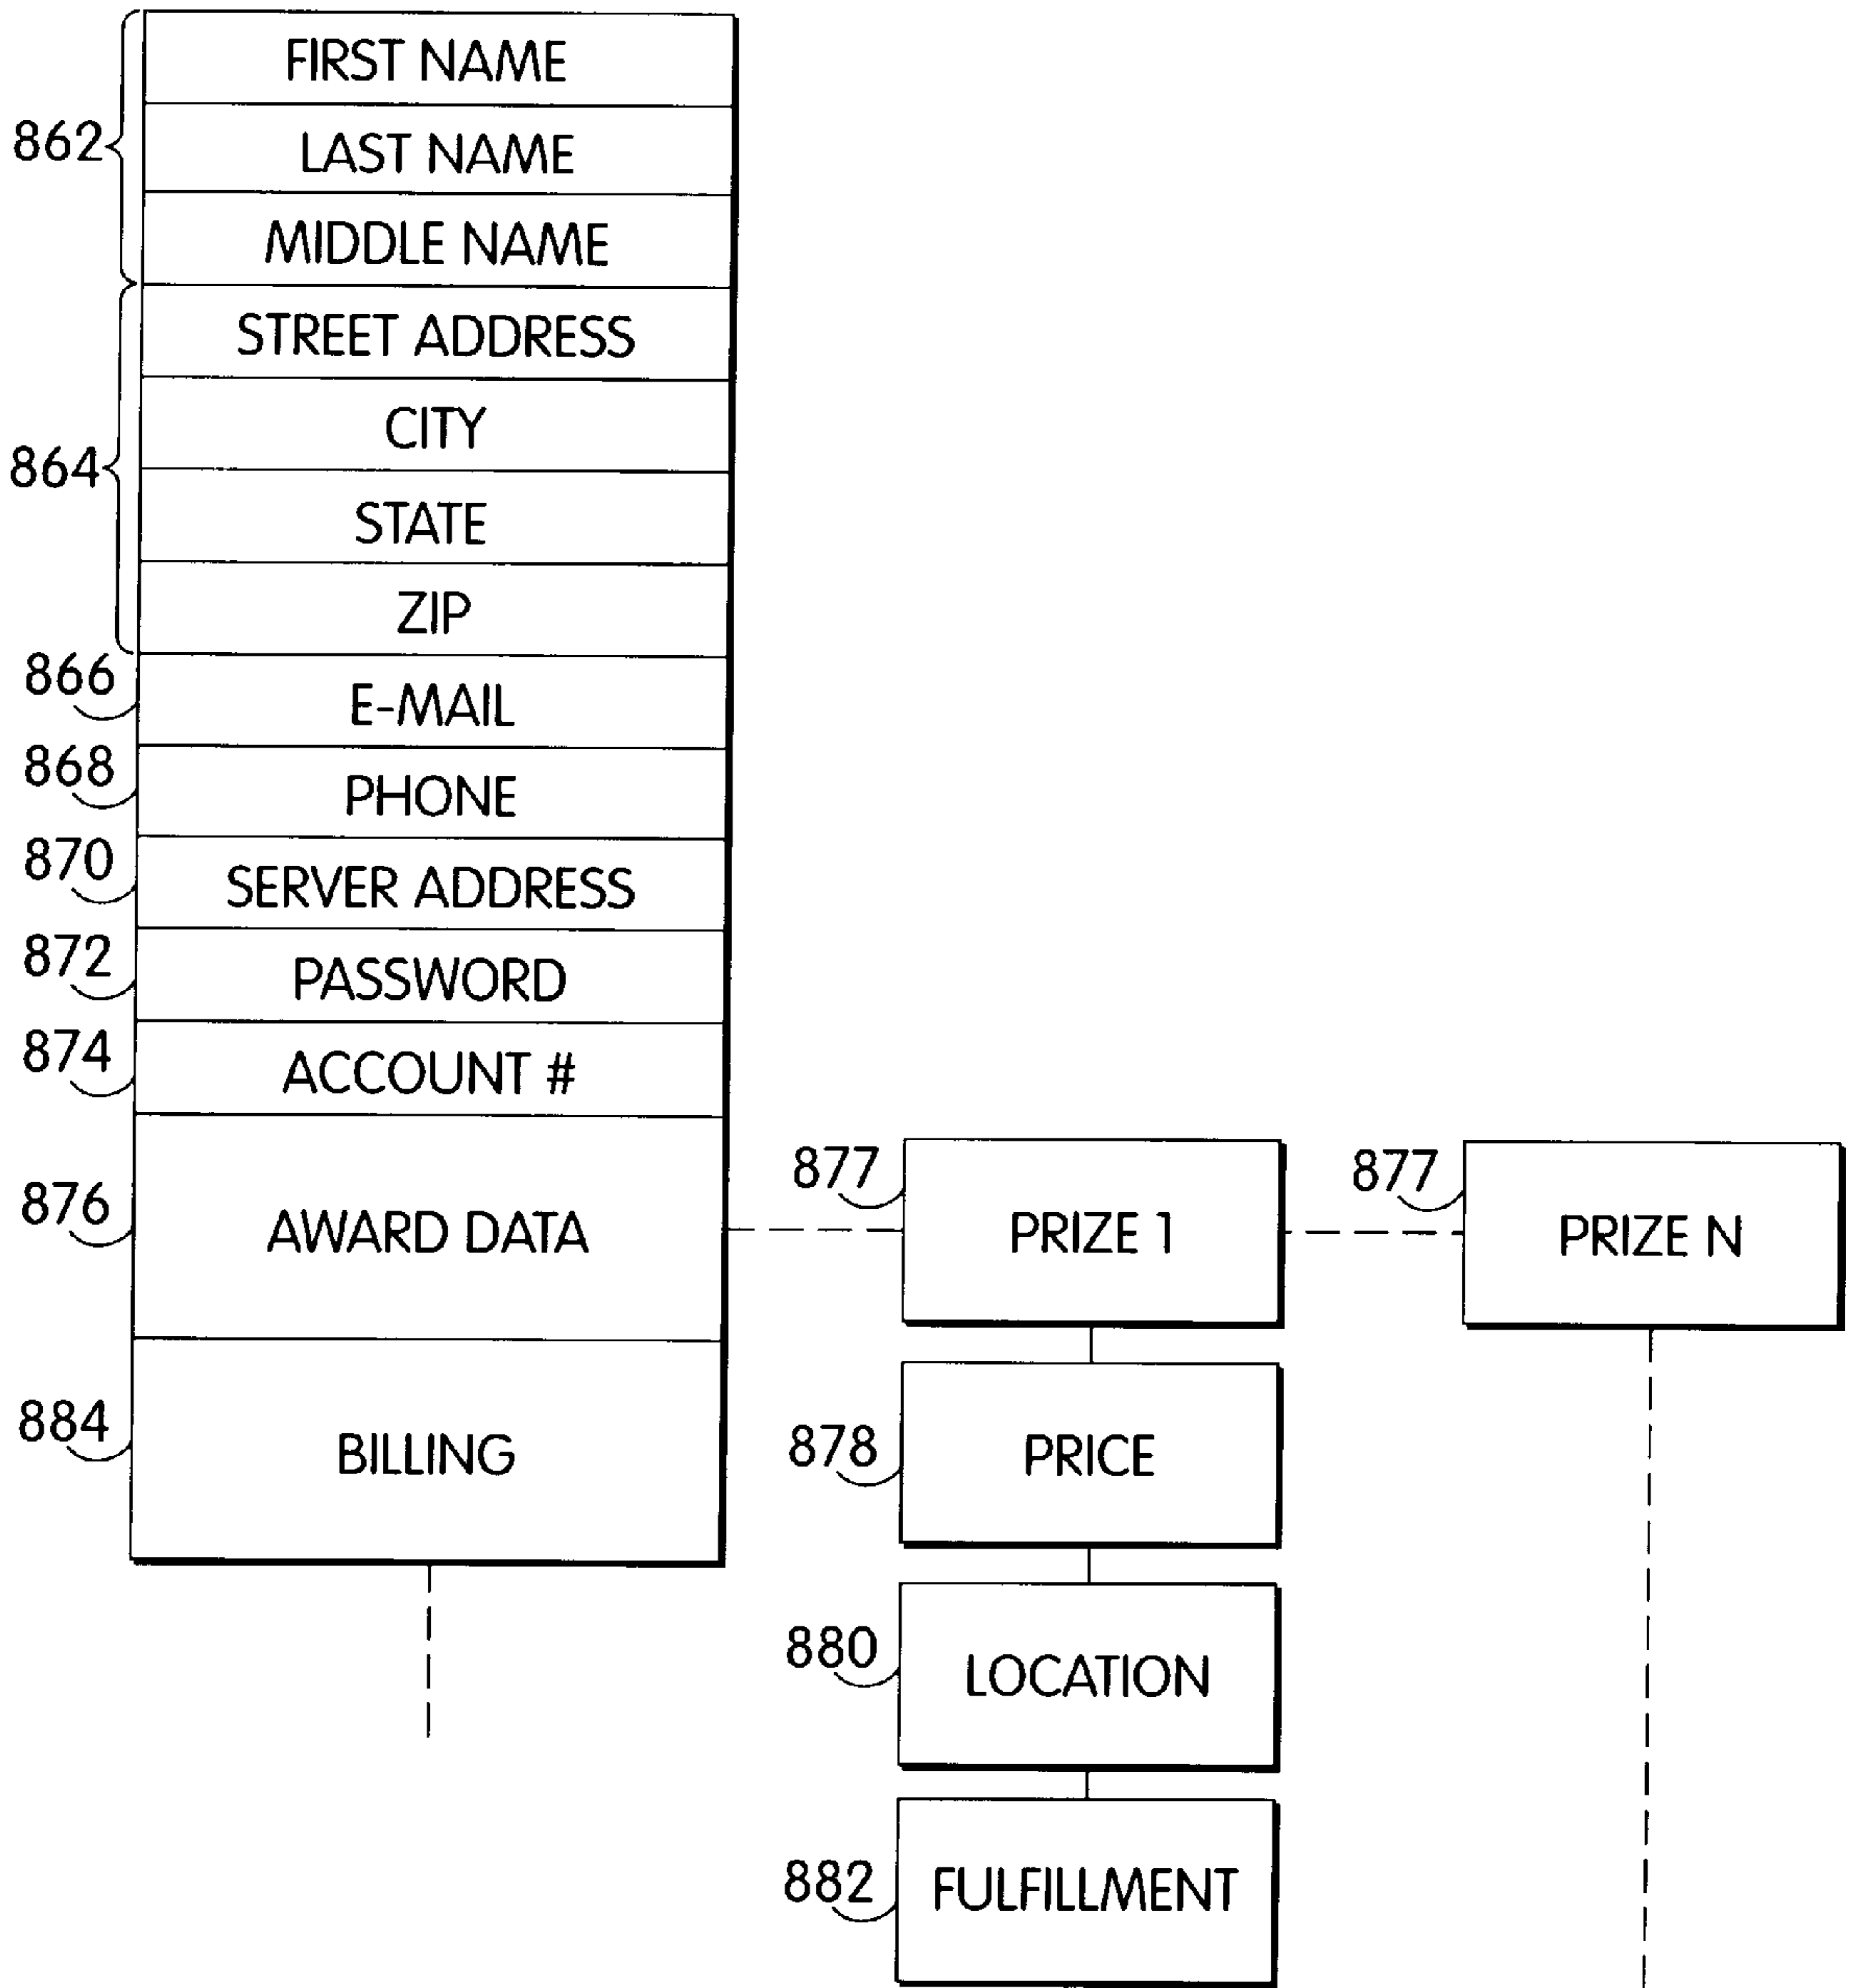 FIRST NAME
862
LAST NAME
MIDDLE NAME
STREET ADDRESS
CITY
864
STATE
ZIP
866
E-MAIL
868
PHONE
870
SERVER ADDRESS
872
PASSWORD
874
ACCOUNT #
876
AWARD DATA
877
PRIZE 1
877
PRIZE N
884
BILLING
878
PRICE
880
LOCATION
882
FULFILLMENT